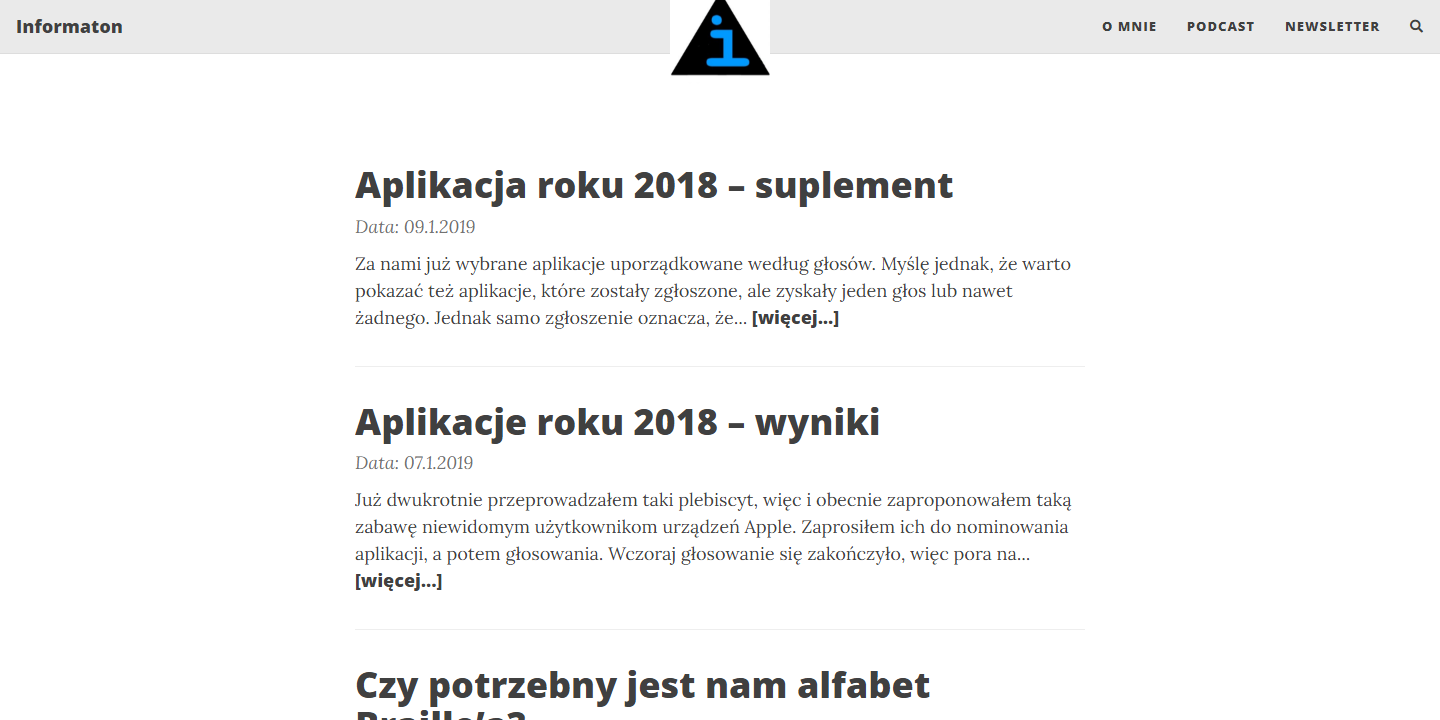 Informaton
i
O MNIE
PODCAST
NEWSLETTER
Aplikacja roku 2018 – suplement
Data: 09.1.2019
Za nami już wybrane aplikacje uporządkowane według głosów. Myślę jednak, że warto
pokazać też aplikacje, które zostały zgłoszone, ale zyskały jeden głos lub nawet
żadnego. Jednak samo zgłoszenie oznacza, że... [więcej...]
Aplikacje roku 2018 – wyniki
Data: 07.1.2019
Już dwukrotnie przeprowadzałem taki plebiscyt, więc i obecnie zaproponowałem taką
zabawę niewidomym użytkownikom urządzeń Apple. Zaprosiłem ich do nominowania
aplikacji, a potem głosowania. Wczoraj głosowanie się zakończyło, więc pora na...
[więcej...]
Czy potrzebny jest nam alfabet
Braille’a?